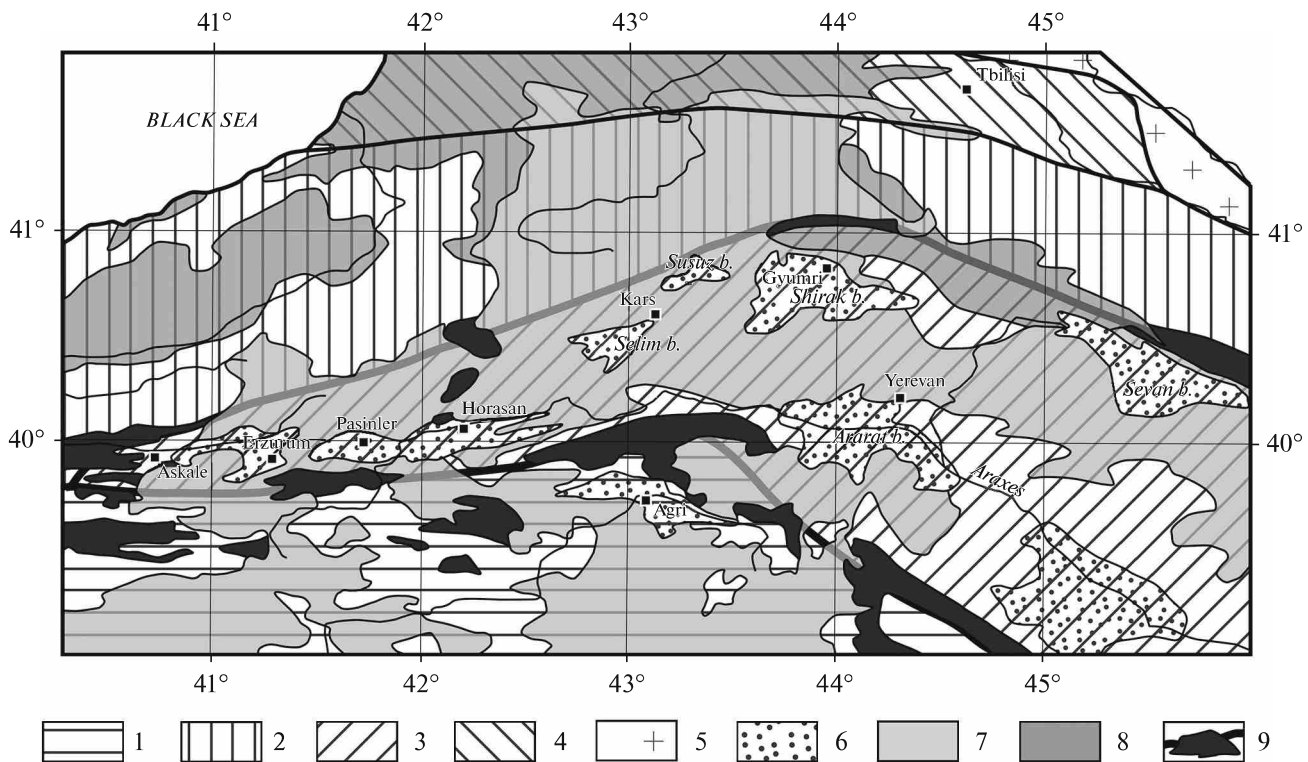 41° 42° 43° 44° 45°
Tbilisi
BLACK SEA
41° 41°
Susuz b.
Gyumri
Shirak b.
Kars
Selim b.
Yerevan
Sevan b.
Horasan
Pasinler
40° Erzurum Ararat b. 40°
Askale
Araxes
Agri
41° 42° 43° 44° 45°
1 2 3 4 5 6 7 8 9